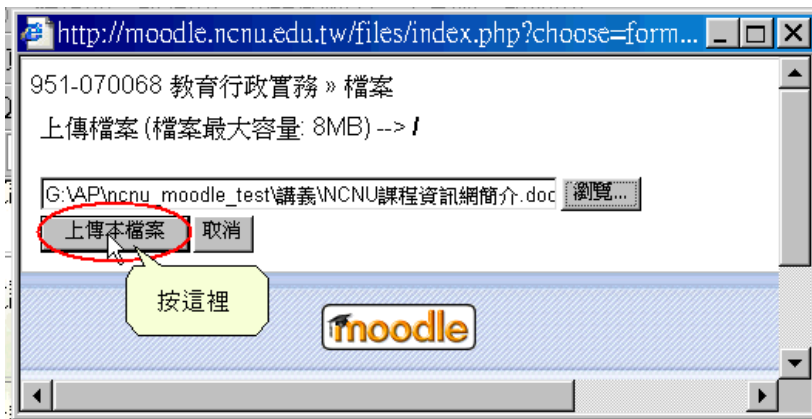 http://moodle.ncnu.edu.tw/files/index.php?choose=form...
951-070068 教育行政實務 » 檔案
上傳檔案 (檔案最大容量: 8MB) --> /
G:\AP\ncnu_moodle_test\講義\NCNU課程資訊網簡介.doc 瀏覽...
上傳本檔案 取消
按這裡
moodle